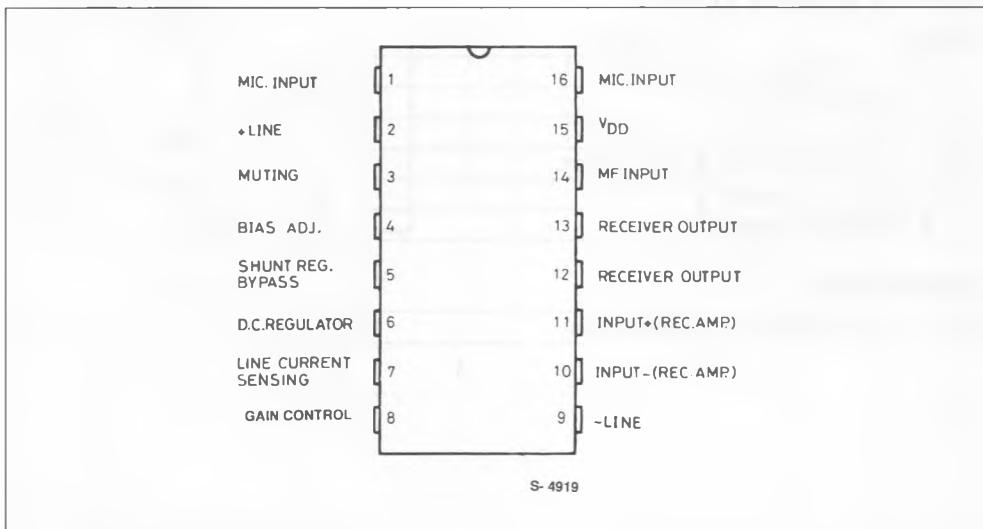 MIC. INPUT 1 16 MIC. INPUT
+LINE 2 15 VDD
MUTING 3 14 MF INPUT
BIAS ADJ. 4 13 RECEIVER OUTPUT
SHUNT REG.
BYPASS 5 12 RECEIVER OUTPUT
D.C. REGULATOR 6 11 INPUT+(REC. AMP.)
LINE CURRENT
SENSING 7 10 INPUT-(REC. AMP.)
GAIN CONTROL 8 9 -LINE
S-4919